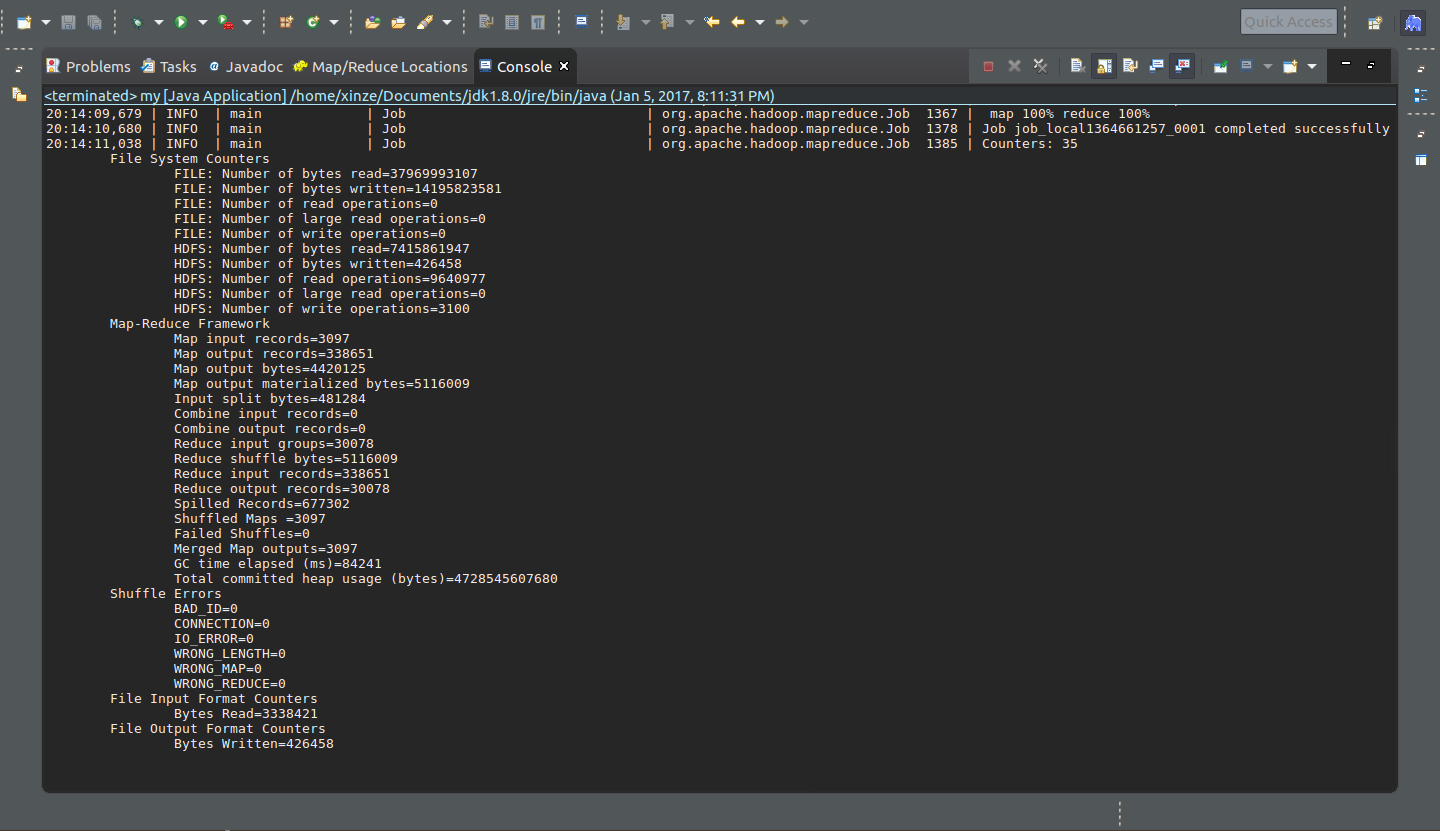 Quick Access
Problems Tasks Javadoc Map/Reduce Locations Console
<terminated> my [Java Application] /home/xinze/Documents/jdk1.8.0/jre/bin/java (Jan 5, 2017, 8:11:31 PM)
20:14:09,679 | INFO  | main             | Job                              | org.apache.hadoop.mapreduce.Job  1367 |  map 100% reduce 100%
20:14:10,680 | INFO  | main             | Job                              | org.apache.hadoop.mapreduce.Job  1378 | Job job_local1364661257_0001 completed successfully
20:14:11,038 | INFO  | main             | Job                              | org.apache.hadoop.mapreduce.Job  1385 | Counters: 35
File System Counters
FILE: Number of bytes read=37969993107
FILE: Number of bytes written=14195823581
FILE: Number of read operations=0
FILE: Number of large read operations=0
FILE: Number of write operations=0
HDFS: Number of bytes read=7415861947
HDFS: Number of bytes written=426458
HDFS: Number of read operations=9640977
HDFS: Number of large read operations=0
HDFS: Number of write operations=3100
Map-Reduce Framework
Map input records=3097
Map output records=338651
Map output bytes=4420125
Map output materialized bytes=5116009
Input split bytes=481284
Combine input records=0
Combine output records=0
Reduce input groups=30078
Reduce shuffle bytes=5116009
Reduce input records=338651
Reduce output records=30078
Spilled Records=677302
Shuffled Maps =3097
Failed Shuffles=0
Merged Map outputs=3097
GC time elapsed (ms)=84241
Total committed heap usage (bytes)=4728545607680
Shuffle Errors
BAD_ID=0
CONNECTION=0
IO_ERROR=0
WRONG_LENGTH=0
WRONG_MAP=0
WRONG_REDUCE=0
File Input Format Counters
Bytes Read=3338421
File Output Format Counters
Bytes Written=426458